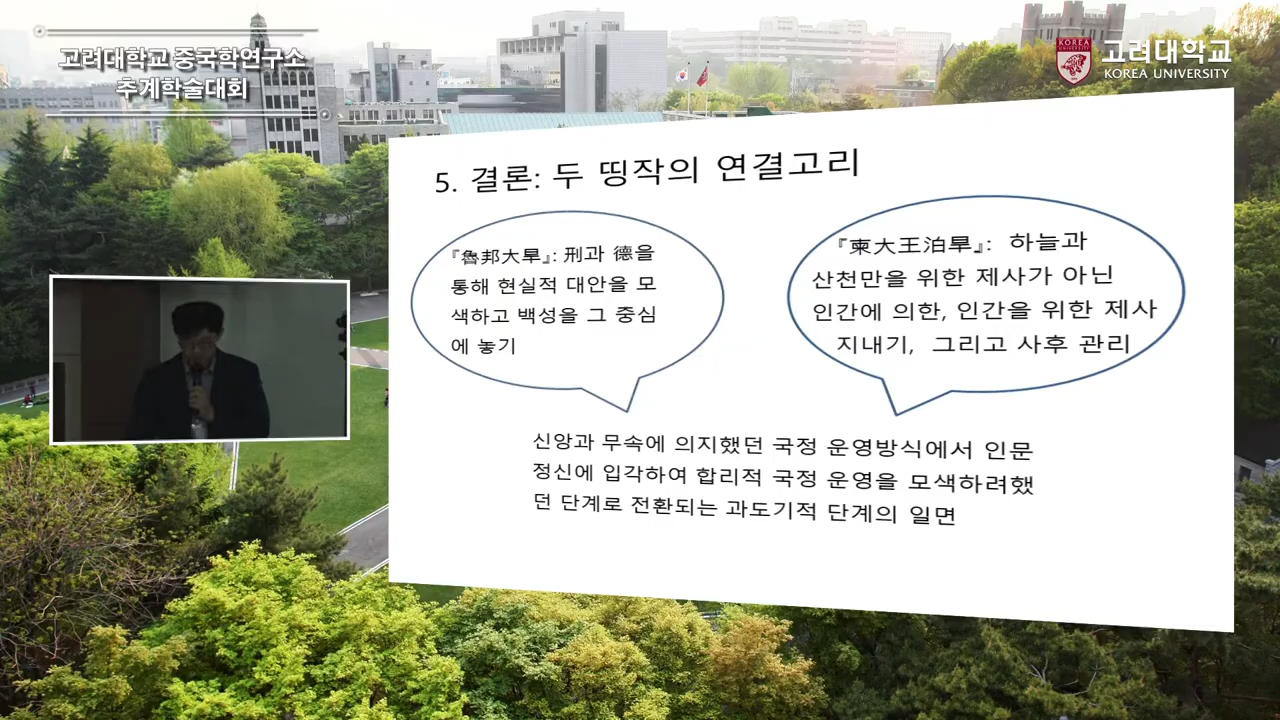 고려대학교 중국학연구소
추계학술대회
KOREA
고려대학교
KOREA UNIVERSITY
5. 결론: 두 띵작의 연결고리
『魯邦大旱』: 刑과 德을
통해 현실적 대안을 모
색하고 백성을 그 중심
에 놓기
『柬大王泊旱』: 하늘과
산천만을 위한 제사가 아닌
인간에 의한, 인간을 위한 제사
지내기, 그리고 사후 관리
신앙과 무속에 의지했던 국정 운영방식에서 인문
정신에 입각하여 합리적 국정 운영을 모색하려했
던 단계로 전환되는 과도기적 단계의 일면